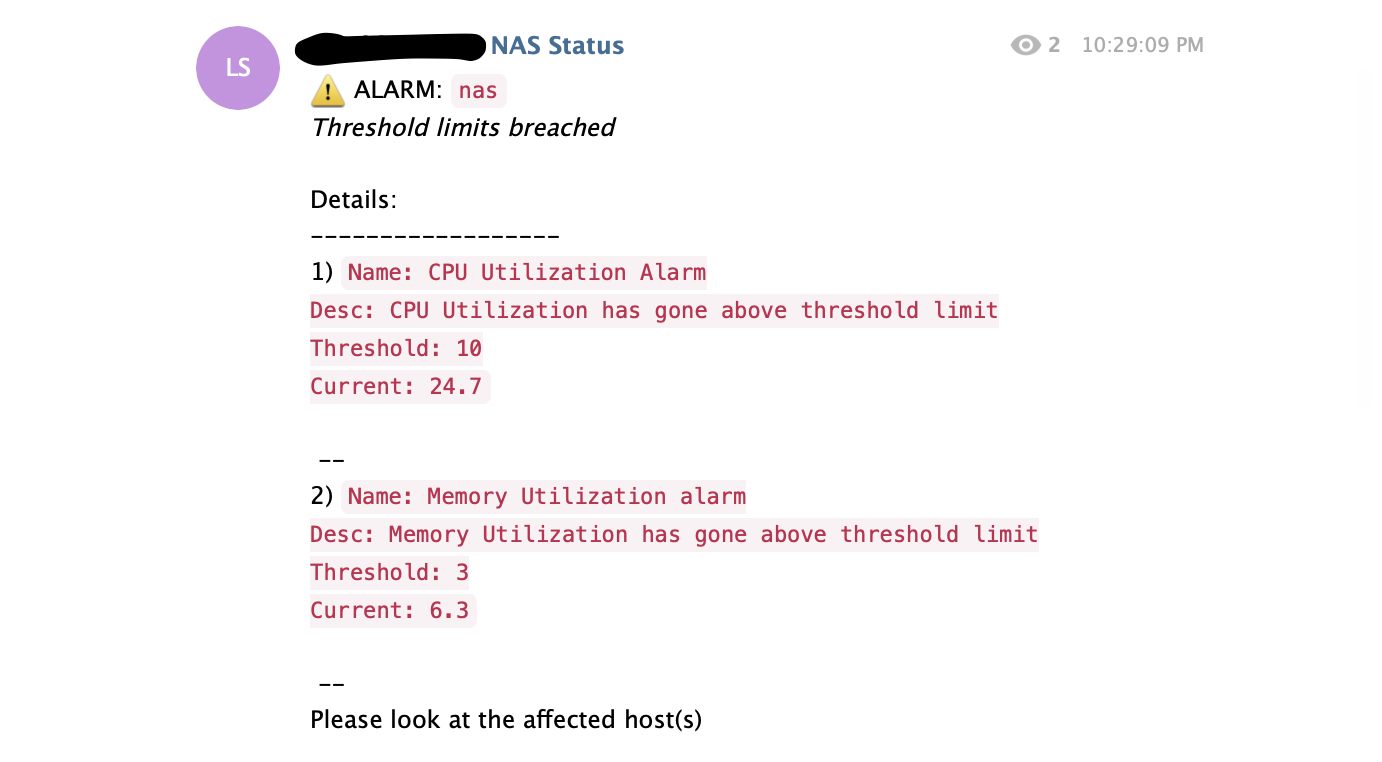 LS
NAS Status
2 10:29:09 PM
⚠️ ALARM: nas
Threshold limits breached
Details:
------------------
1) Name: CPU Utilization Alarm
Desc: CPU Utilization has gone above threshold limit
Threshold: 10
Current: 24.7
--
2) Name: Memory Utilization alarm
Desc: Memory Utilization has gone above threshold limit
Threshold: 3
Current: 6.3
--
Please look at the affected host(s)